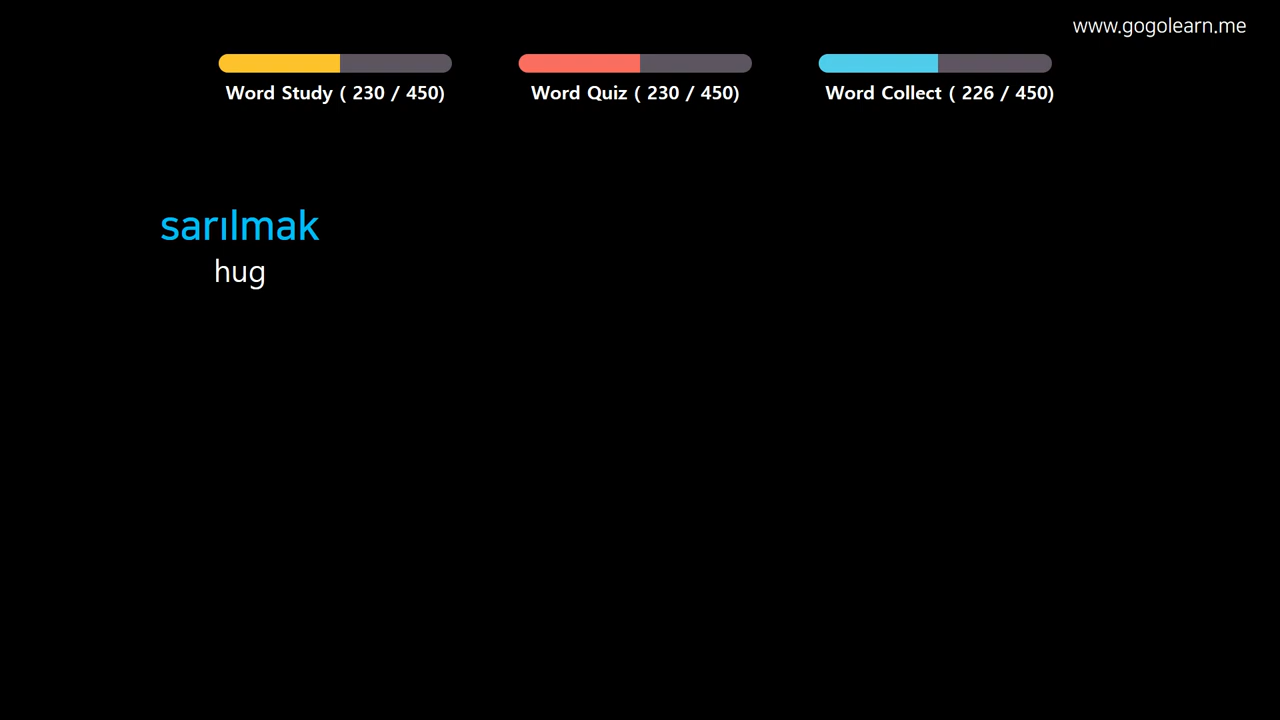 www.gogolearn.me
Word Study ( 230 / 450)
Word Quiz ( 230 / 450)
Word Collect ( 226 / 450)
sarılmak
hug